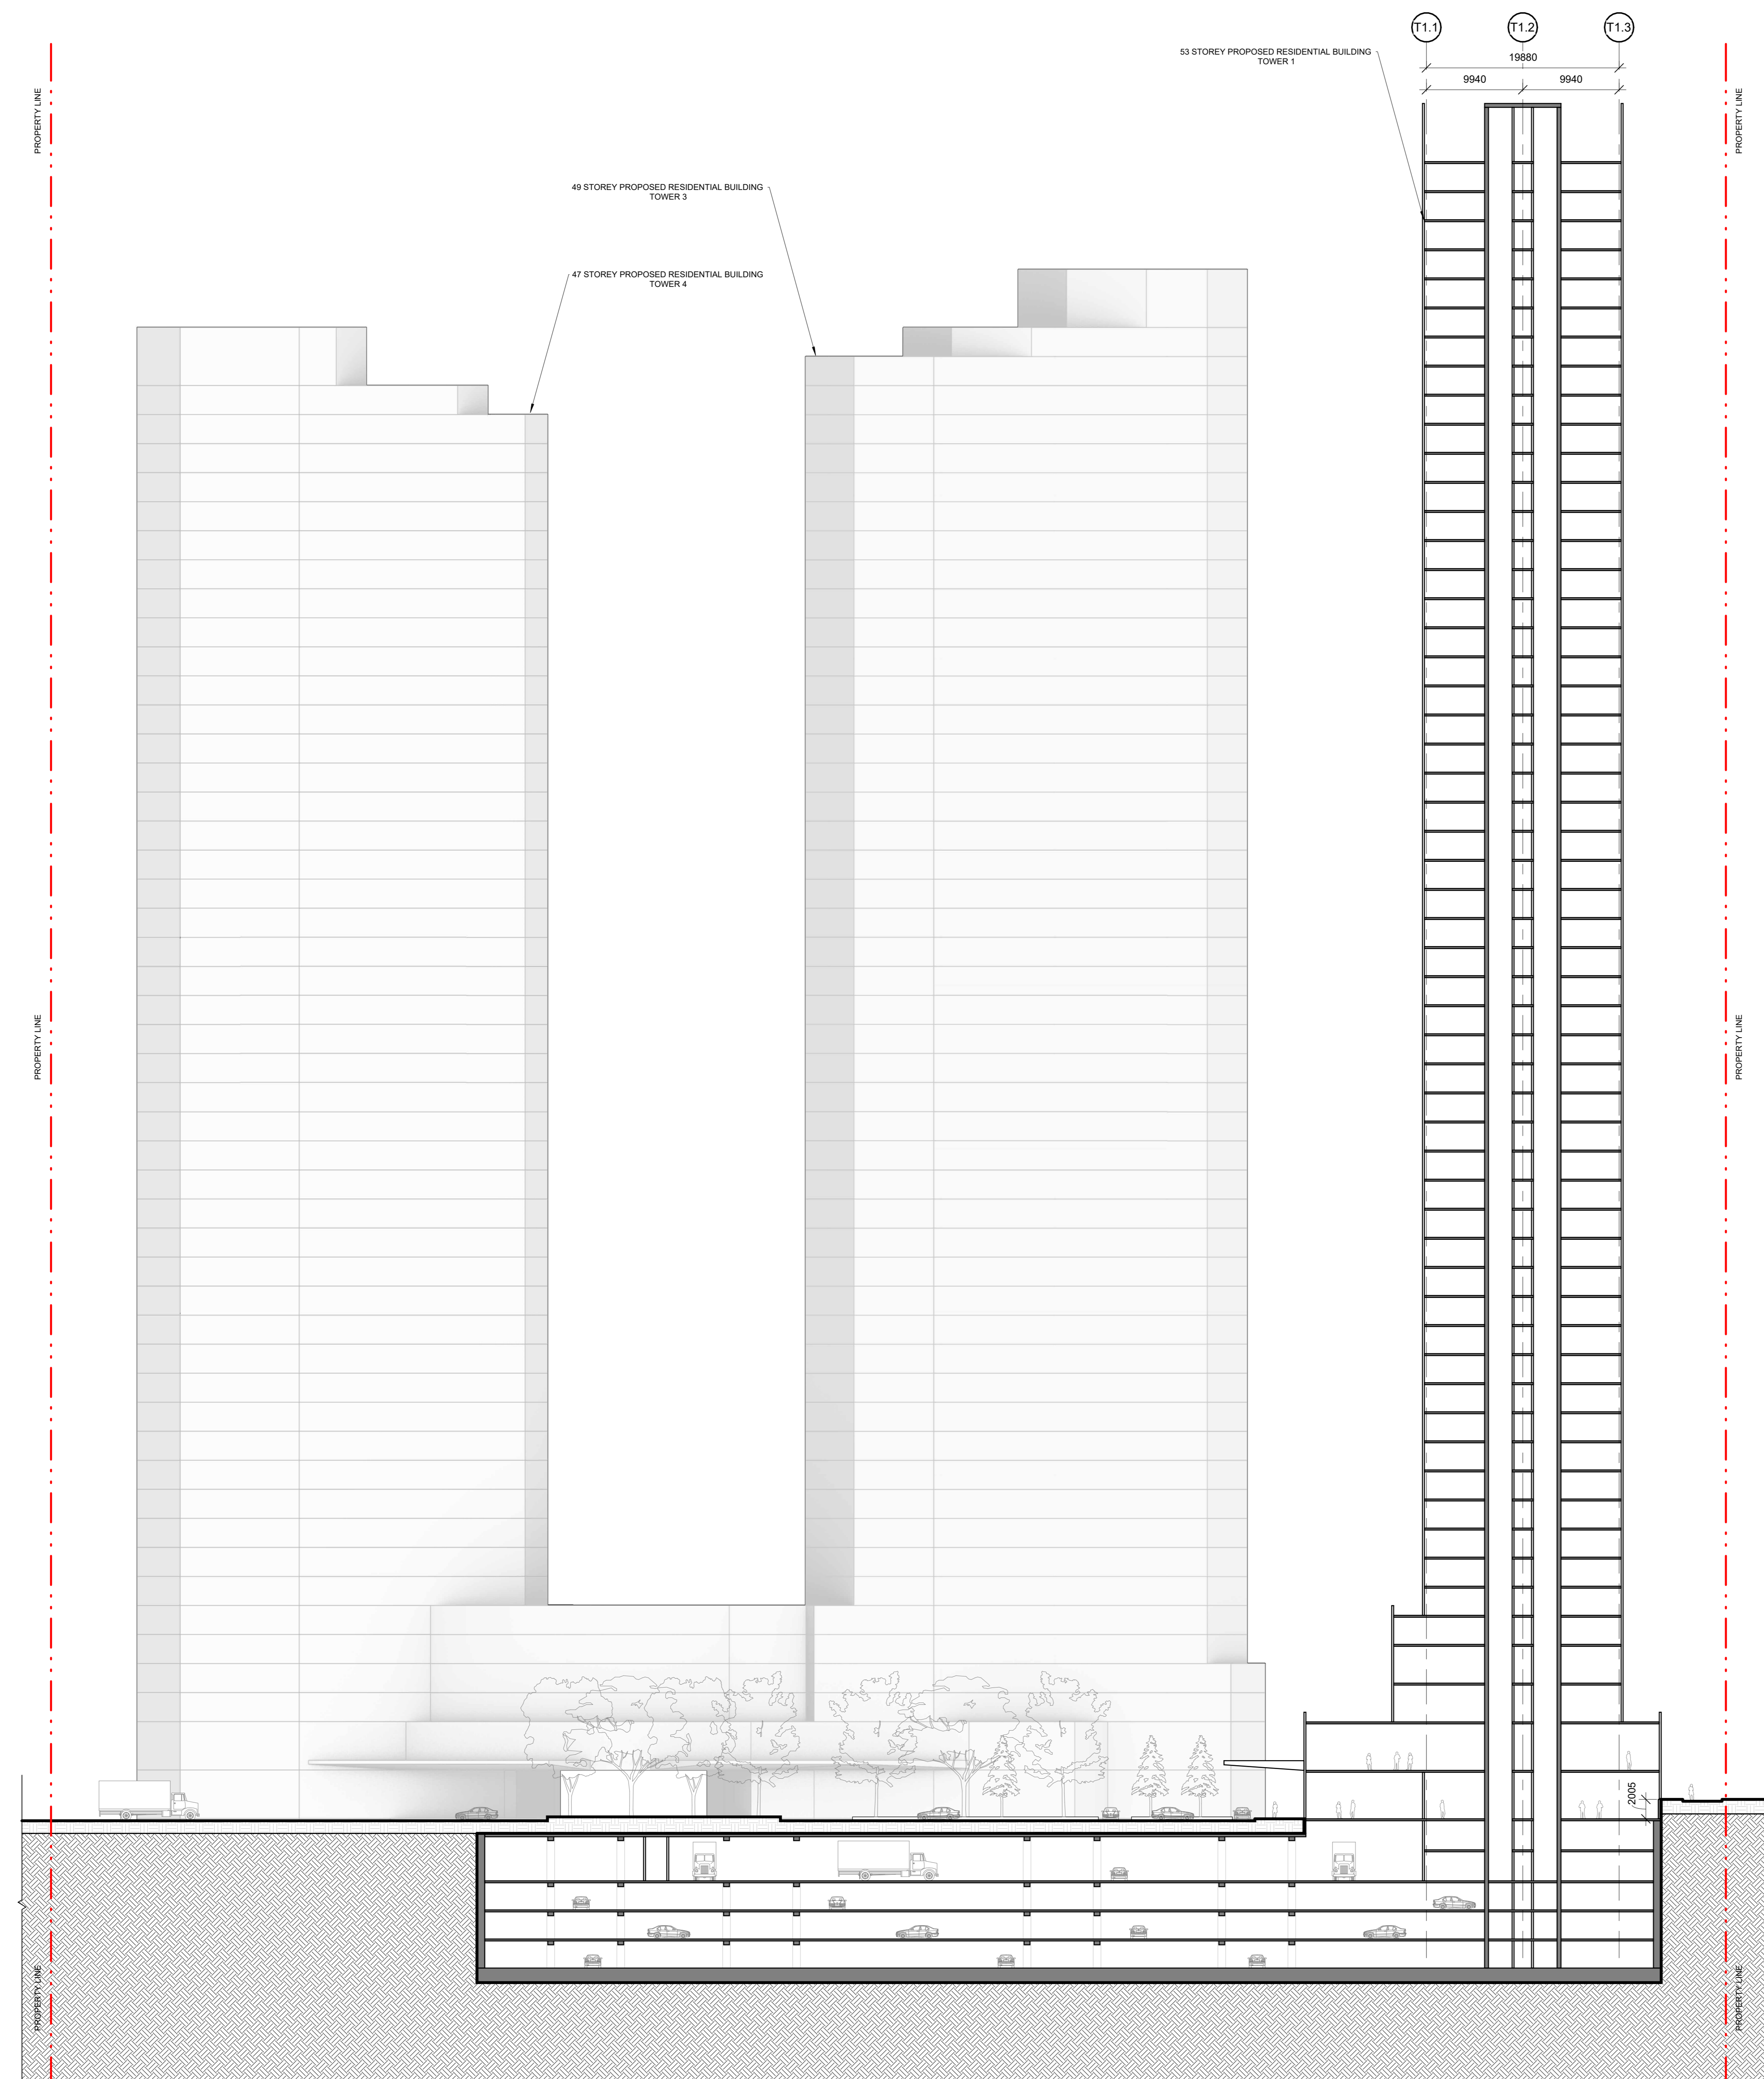 T1.1
T1.2
T1.3
53 STOREY PROPOSED RESIDENTIAL BUILDING
TOWER 1
19880
9940
9940
PROPERTY LINE
PROPERTY LINE
49 STOREY PROPOSED RESIDENTIAL BUILDING
TOWER 3
47 STOREY PROPOSED RESIDENTIAL BUILDING
TOWER 4
PROPERTY LINE
PROPERTY LINE
2005
PROPERTY LINE
PROPERTY LINE